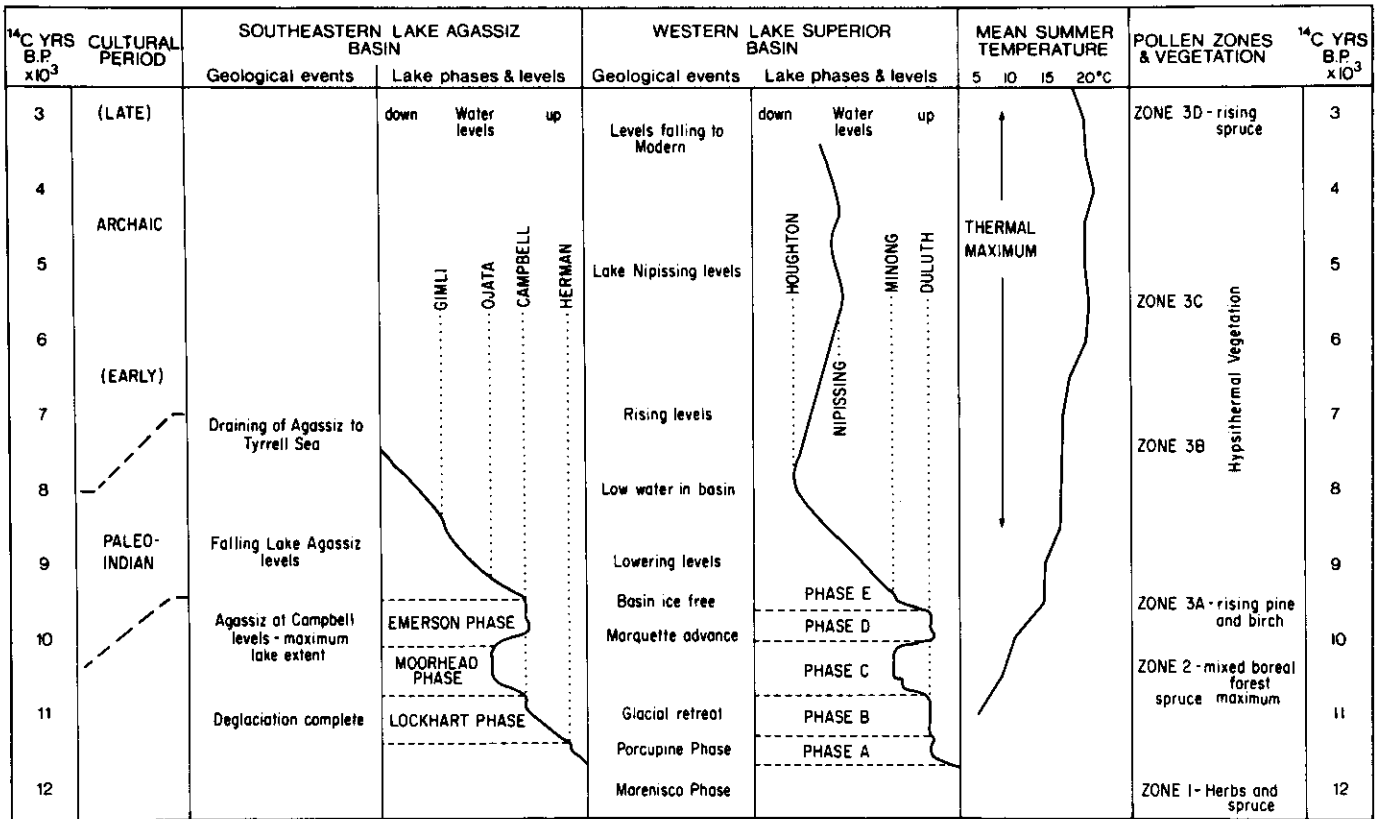 ¹⁴C YRS
B.P.
x10³
CULTURAL
PERIOD
SOUTHEASTERN LAKE AGASSIZ
BASIN
Geological events
Lake phases & levels
WESTERN LAKE SUPERIOR
BASIN
Geological events
Lake phases & levels
MEAN SUMMER
TEMPERATURE
5 10 15 20°C
POLLEN ZONES
& VEGETATION
¹⁴C YRS
B.P.
x10³
3
4
5
6
7
8
9
10
11
12
(LATE)
ARCHAIC
(EARLY)
PALEO-
INDIAN
Draining of Agassiz to
Tyrrell Sea
Falling Lake Agassiz
levels
Agassiz at Campbell
levels - maximum
lake extent
Deglaciation complete
down Water up
levels
GIMLI
OJATA
CAMPBELL
HERMAN
EMERSON PHASE
MOORHEAD
PHASE
LOCKHART PHASE
Levels falling to
Modern
Lake Nipissing levels
Rising levels
Low water in basin
Lowering levels
Basin ice free
Marquette advance
Glacial retreat
Porcupine Phase
Marenisco Phase
down Water up
levels
HOUGHTON
NIPISSING
MINONG
DULUTH
PHASE E
PHASE D
PHASE C
PHASE B
PHASE A
THERMAL
MAXIMUM
ZONE 3D - rising
spruce
ZONE 3C
Hypsithermal Vegetation
ZONE 3B
ZONE 3A - rising pine
and birch
ZONE 2 - mixed boreal
forest
spruce maximum
ZONE 1 - Herbs and
spruce
3
4
5
6
7
8
9
10
11
12